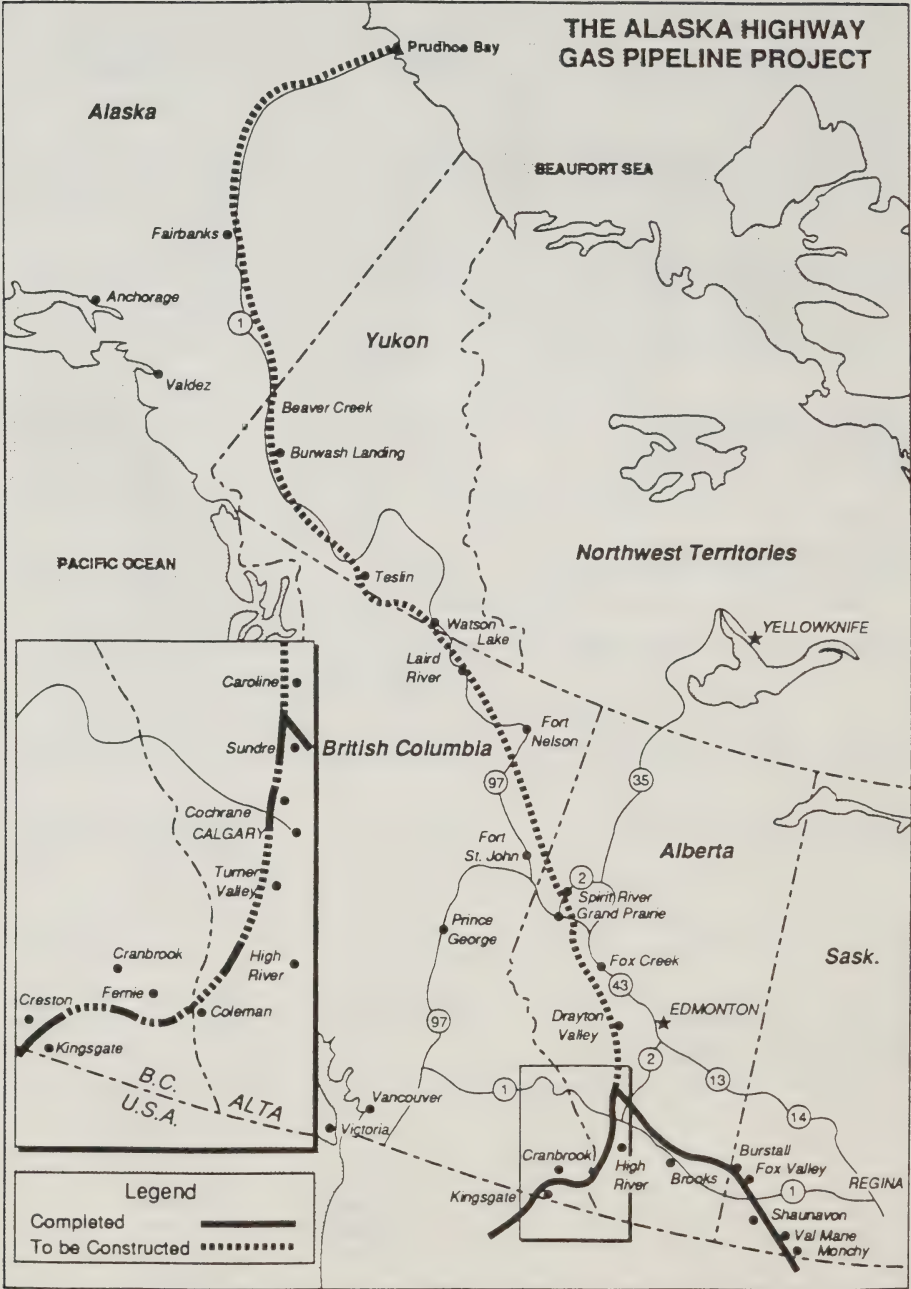 THE ALASKA HIGHWAY
GAS PIPELINE PROJECT
Prudhoe Bay
Alaska
BEAUFORT SEA
Fairbanks
Anchorage
1
Yukon
Valdez
Beaver Creek
Burwash Landing
PACIFIC OCEAN
Northwest Territories
Teslin
Watson
Lake
YELLOWKNIFE
Laird
River
Fort
Nelson
British Columbia
97
35
Fort
St. John
Alberta
2
Spirit River
Grand Prairie
Prince
George
Sask.
Fox Creek
43
Drayton
Valley
EDMONTON
97
2
13
1
14
Vancouver
Victoria
Cranbrook
High
River
Brooks
Burstall
Fox Valley
1
REGINA
Kingsgate
Shaunavon
Val Mane
Monchy
Caroline
Sundre
Cochrane
CALGARY
Turner
Valley
Cranbrook
High
River
Fernie
Creston
Coleman
Kingsgate
B.C.
U.S.A.
ALTA
Legend
Completed
To be Constructed